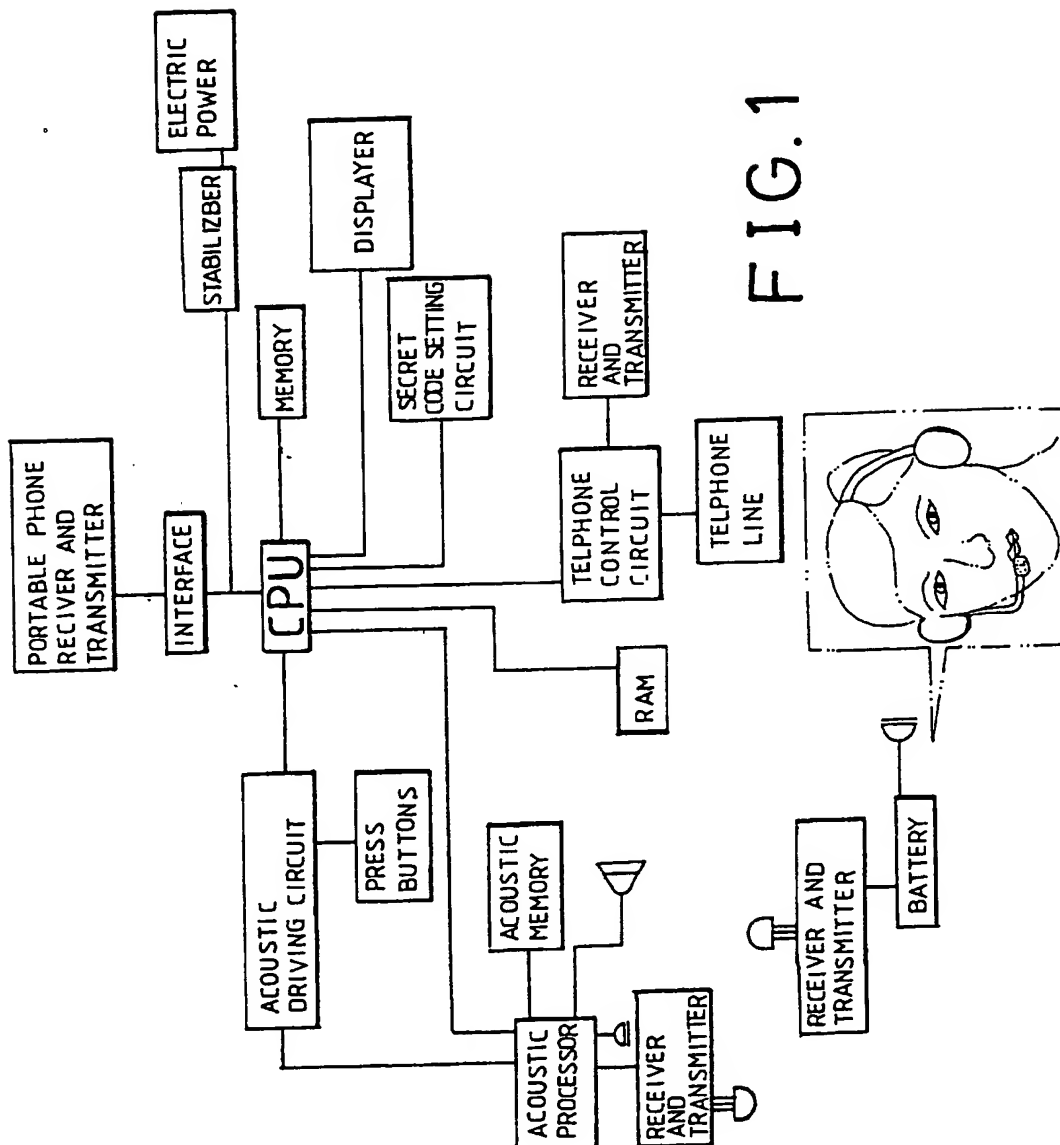 PORTABLE PHONE
RECIVER AND
TRANSMITTER
INTERFACE
ELECTRIC
POWER
STABILIZBER
CPU
MEMORY
DISPLAYER
SECRET
CODE SETTING
CIRCUIT
ACOUSTIC
DRIVING CIRCUIT
PRESS
BUTTONS
ACOUSTIC
MEMORY
ACOUSTIC
PROCESSOR
RECEIVER
AND
TRANSMITTER
RAM
TELPHONE
CONTROL
CIRCUIT
RECEIVER
AND
TRANSMITTER
TELPHONE
LINE
RECEIVER AND
TRANSMITTER
BATTERY
FIG.1